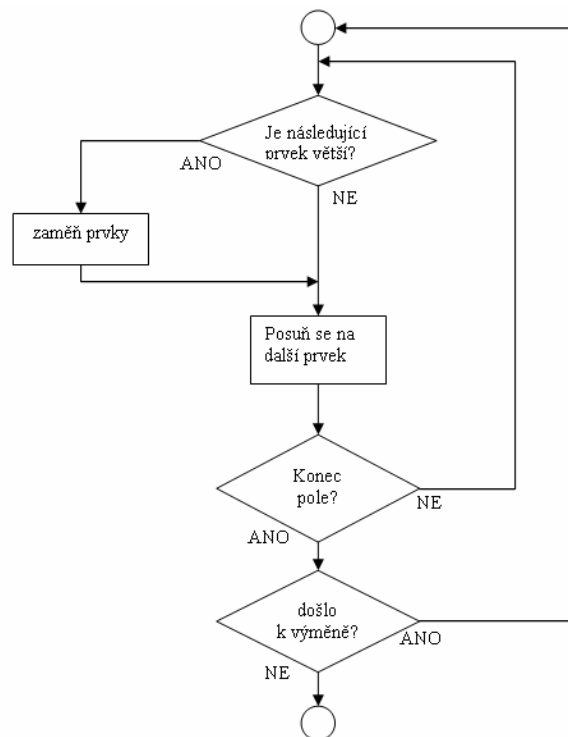 Je následující
prvek větší?
ANO
NE
zaměň prvky
Posuň se na
další prvek
Konec
pole?
NE
ANO
došlo
k výměně?
ANO
NE